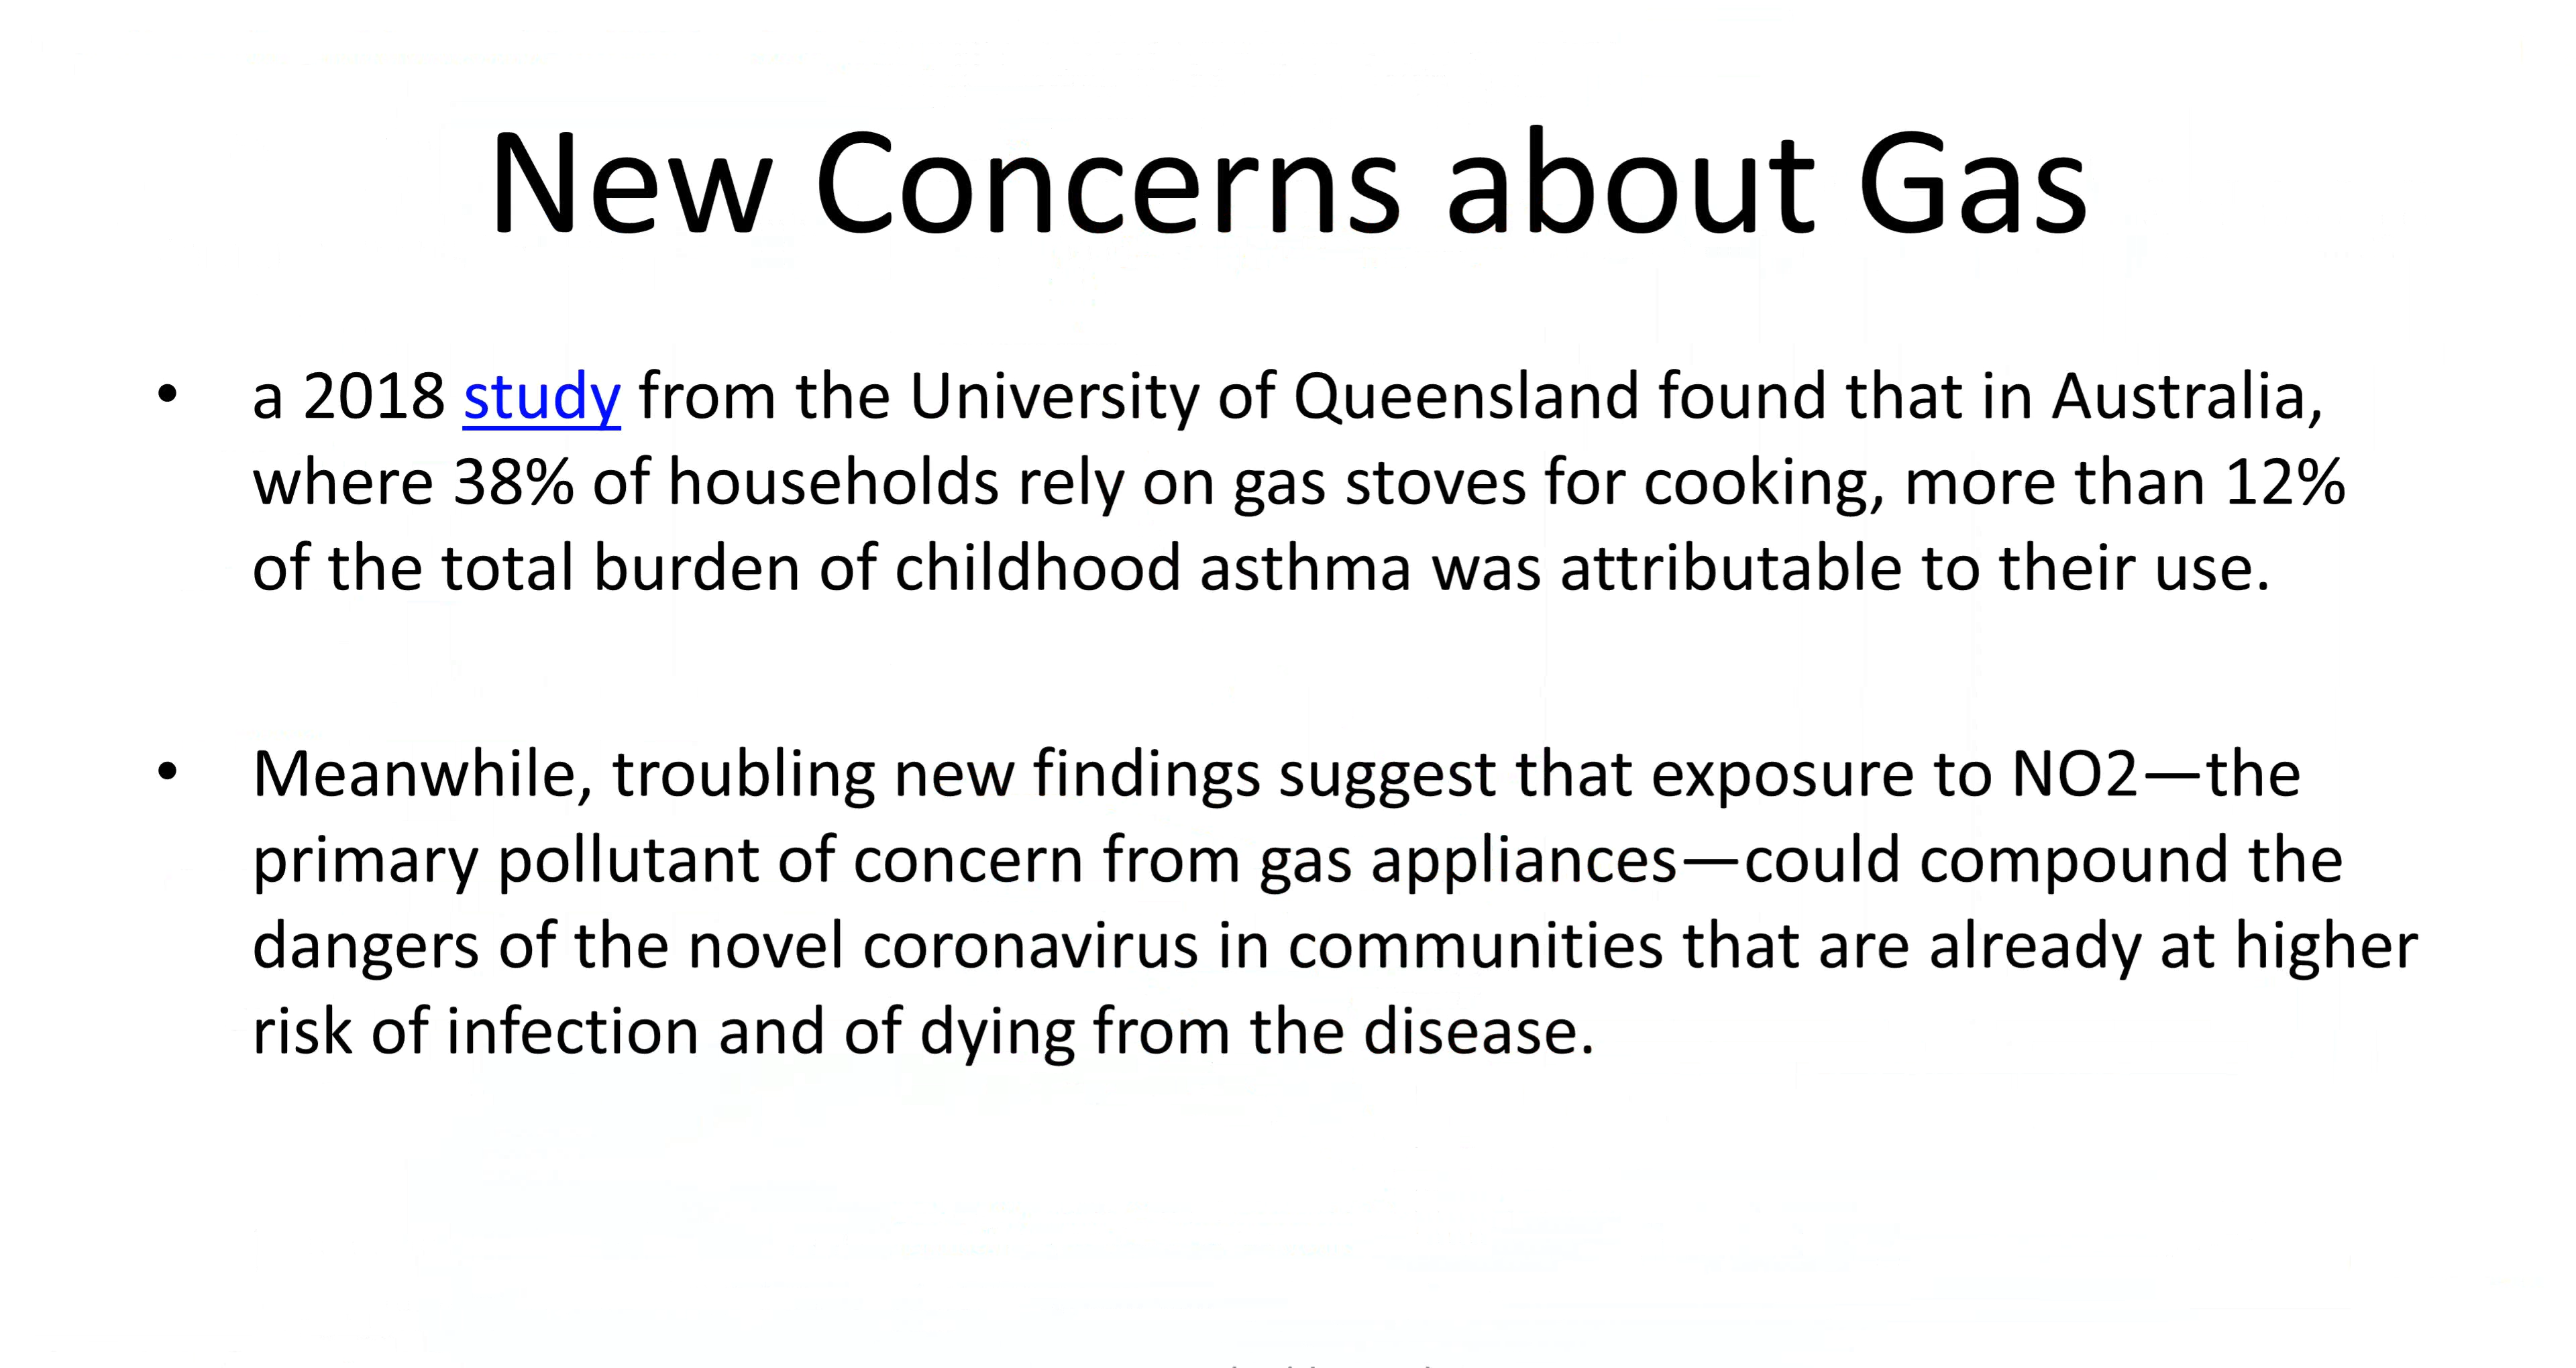 New Concerns about Gas
• a 2018 study from the University of Queensland found that in Australia,
where 38% of households rely on gas stoves for cooking, more than 12%
of the total burden of childhood asthma was attributable to their use.
• Meanwhile, troubling new findings suggest that exposure to NO2—the
primary pollutant of concern from gas appliances—could compound the
dangers of the novel coronavirus in communities that are already at higher
risk of infection and of dying from the disease.